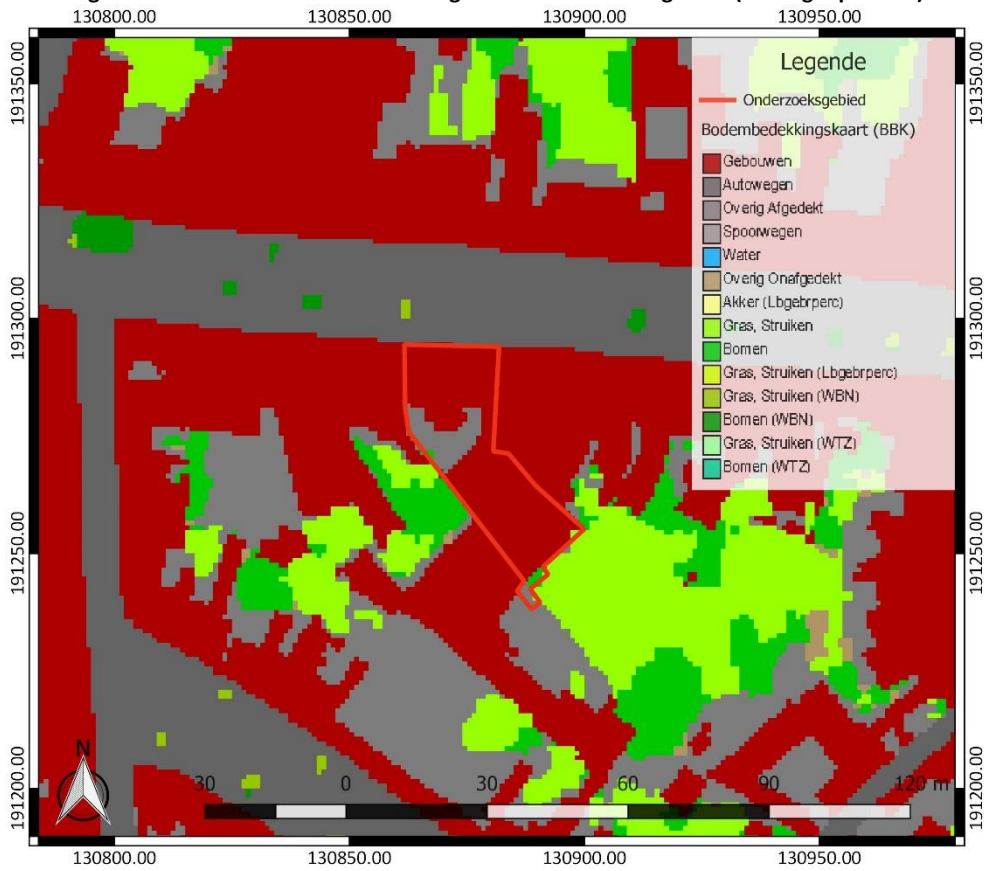 130800.00 130850.00 130900.00 130950.00
191350.00 191350.00
191300.00 191300.00
191250.00 191250.00
191200.00 191200.00
Legende
Onderzoeksgebied
Bodembedekkingskaart (BBK)
Gebouwen
Autowegen
Overig Afgedekt
Spoorwegen
Water
Overig Onafgedekt
Akker (Lbgebrperc)
Gras, Struiken
Bomen
Gras, Struiken (Lbgebrperc)
Gras, Struiken (WBN)
Bomen (WBN)
Gras, Struiken (WTZ)
Bomen (WTZ)
N
30 0 30 60 90 120 m
130800.00 130850.00 130900.00 130950.00